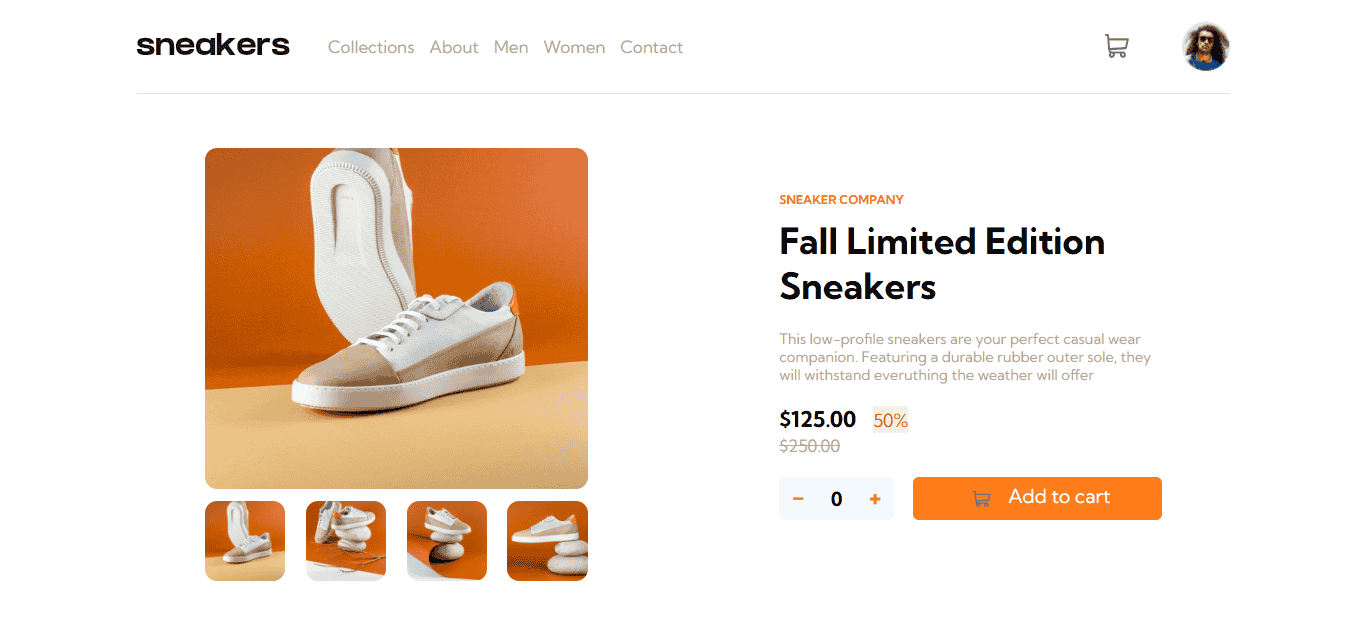 sneakers Collections About Men Women Contact
SNEAKER COMPANY
Fall Limited Edition
Sneakers
This low-profile sneakers are your perfect casual wear
companion. Featuring a durable rubber outer sole, they
will withstand everuthing the weather will offer
$125.00 50%
$250.00
− 0 + Add to cart